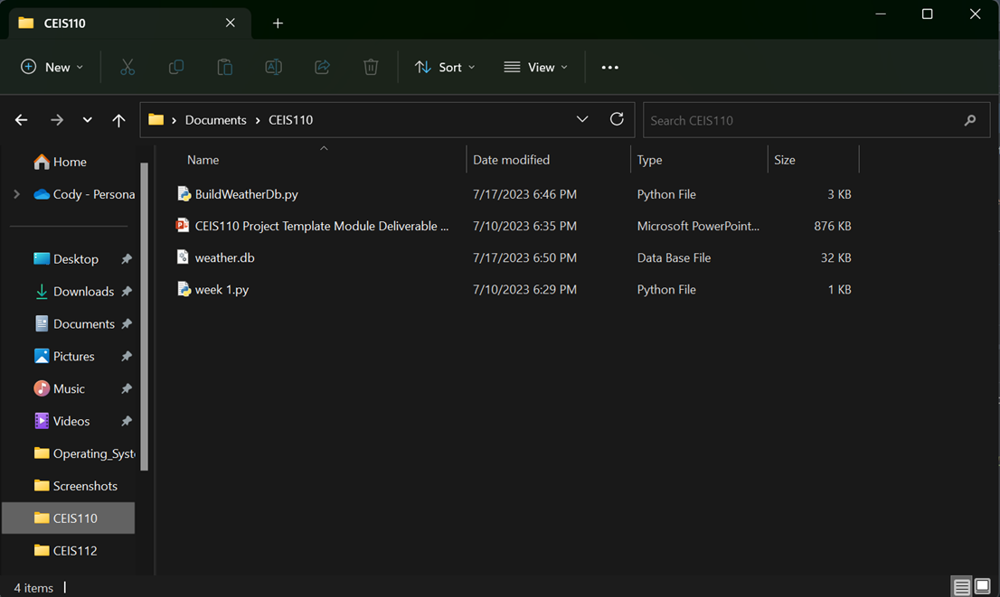 CEIS110
New
Sort
View
Documents > CEIS110
Search CEIS110
Home
Cody - Persona
Desktop
Downloads
Documents
Pictures
Music
Videos
Operating_Syst
Screenshots
CEIS110
CEIS112
Name Date modified Type Size
BuildWeatherDb.py 7/17/2023 6:46 PM Python File 3 KB
CEIS110 Project Template Module Deliverable ... 7/10/2023 6:35 PM Microsoft PowerPoint... 876 KB
weather.db 7/17/2023 6:50 PM Data Base File 32 KB
week 1.py 7/10/2023 6:29 PM Python File 1 KB
4 items